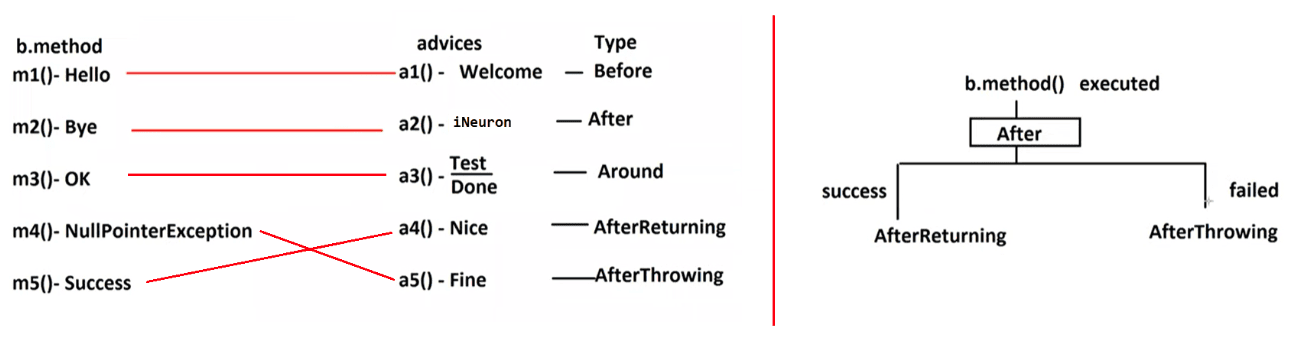 b.method advices Type
m1()- Hello a1() - Welcome — Before
m2()- Bye a2() - iNeuron — After
m3()- OK a3() - Test — Around
Done
m4()- NullPointerException a4() - Nice — AfterReturning
m5()- Success a5() - Fine —AfterThrowing
b.method() executed
After
success failed
AfterReturning AfterThrowing